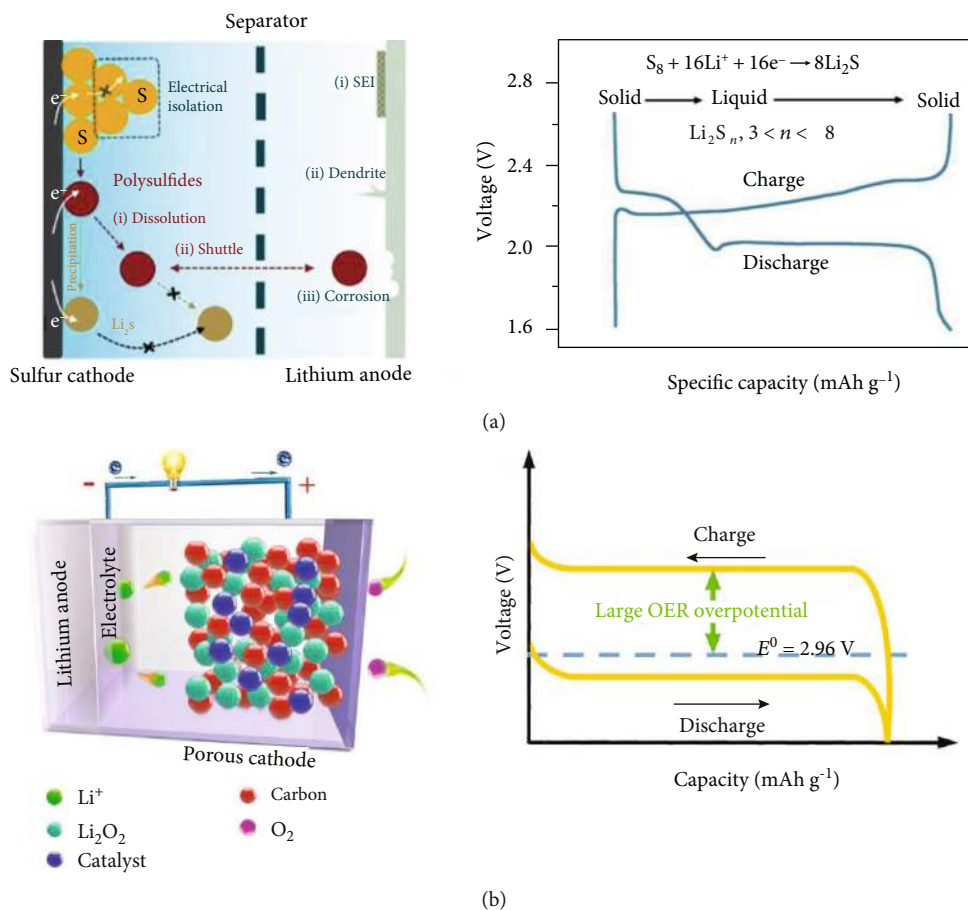 Separator
Electrical
isolation
e⁻
S
S
(i) SEI
(ii) Dendrite
Polysulfides
e⁻
(i) Dissolution
(ii) Shuttle
Precipitation
(iii) Corrosion
e⁻
Li₂s
Sulfur cathode
Lithium anode
S₈ + 16Li⁺ + 16e⁻ → 8Li₂S
Solid → Liquid → Solid
Li₂Sₙ, 3 < n < 8
Voltage (V)
2.8
2.4
2.0
1.6
Charge
Discharge
Specific capacity (mAh g⁻¹)
(a)
e
e
-
+
Lithium anode
Electrolyte
Porous cathode
Li⁺
Carbon
Li₂O₂
O₂
Catalyst
Voltage (V)
Charge
Large OER overpotential
E⁰ = 2.96 V
Discharge
Capacity (mAh g⁻¹)
(b)